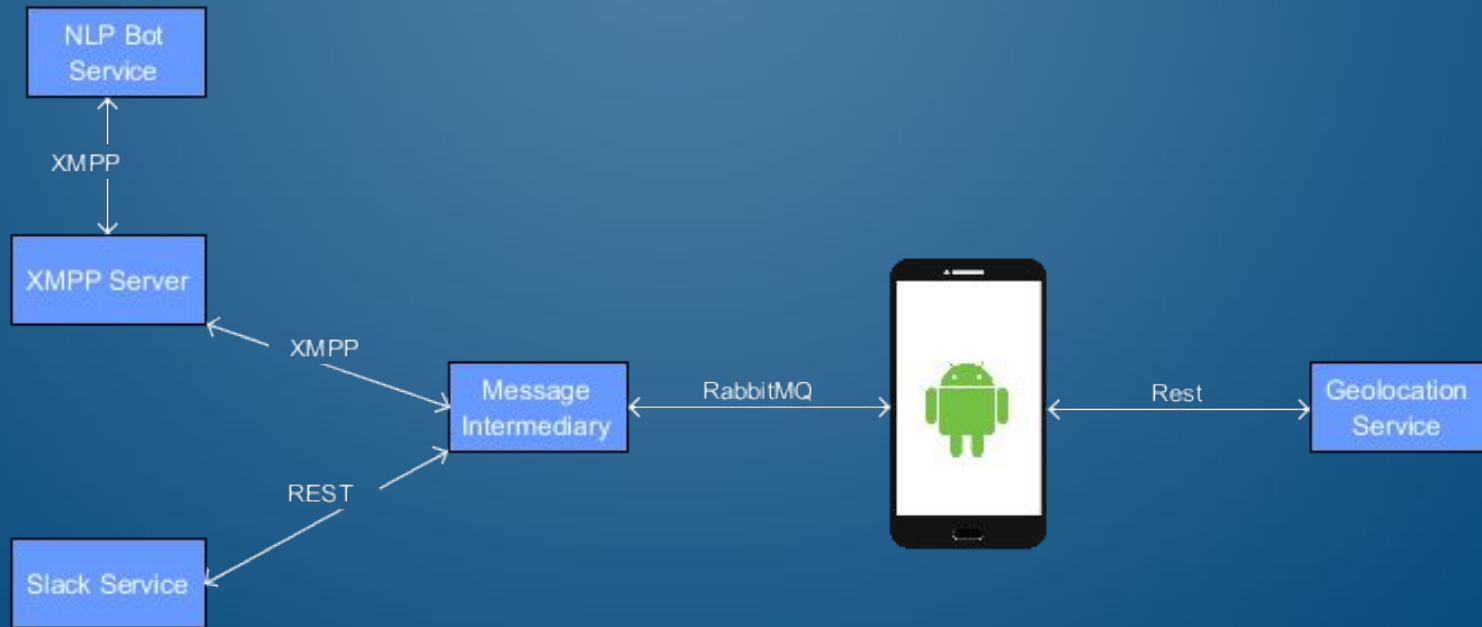 NLP Bot
Service
XMPP
XMPP Server
XMPP
Message
Intermediary
RabbitMQ
Rest
Geolocation
Service
REST
Slack Service